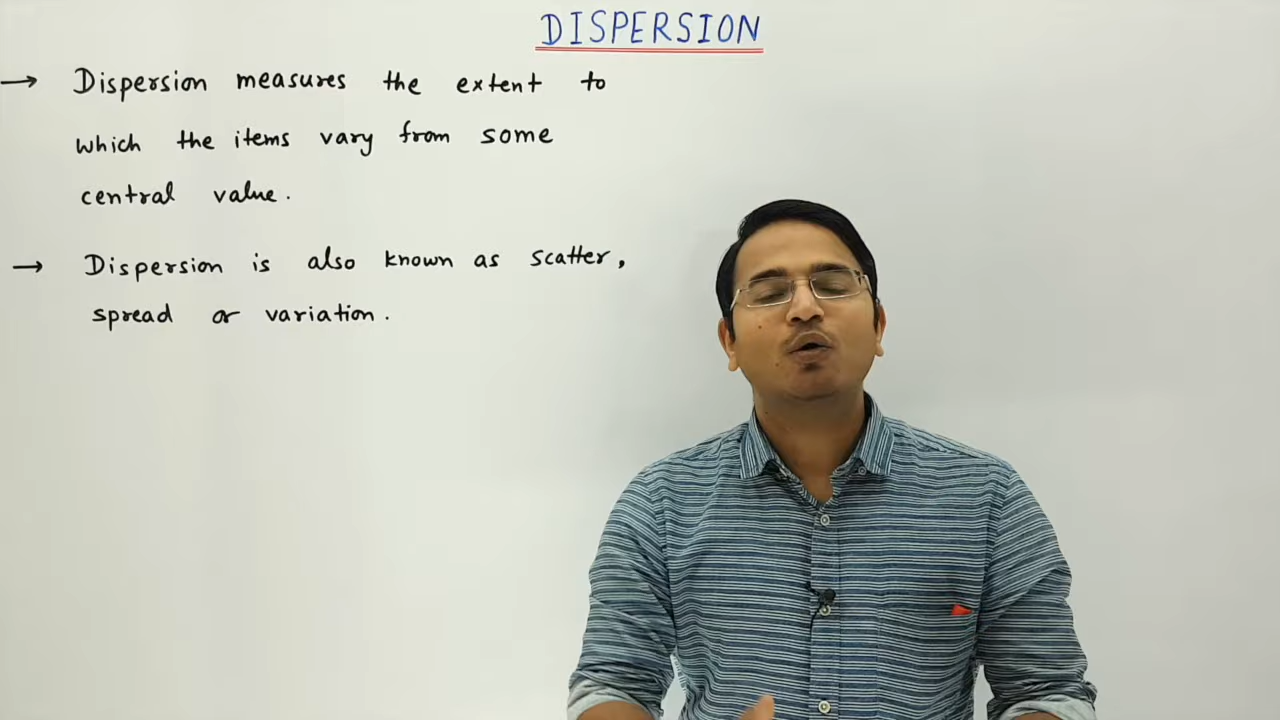 DISPERSION
→ Dispersion measures the extent to
which the items vary from some
central value.
→ Dispersion is also known as scatter,
spread or variation.